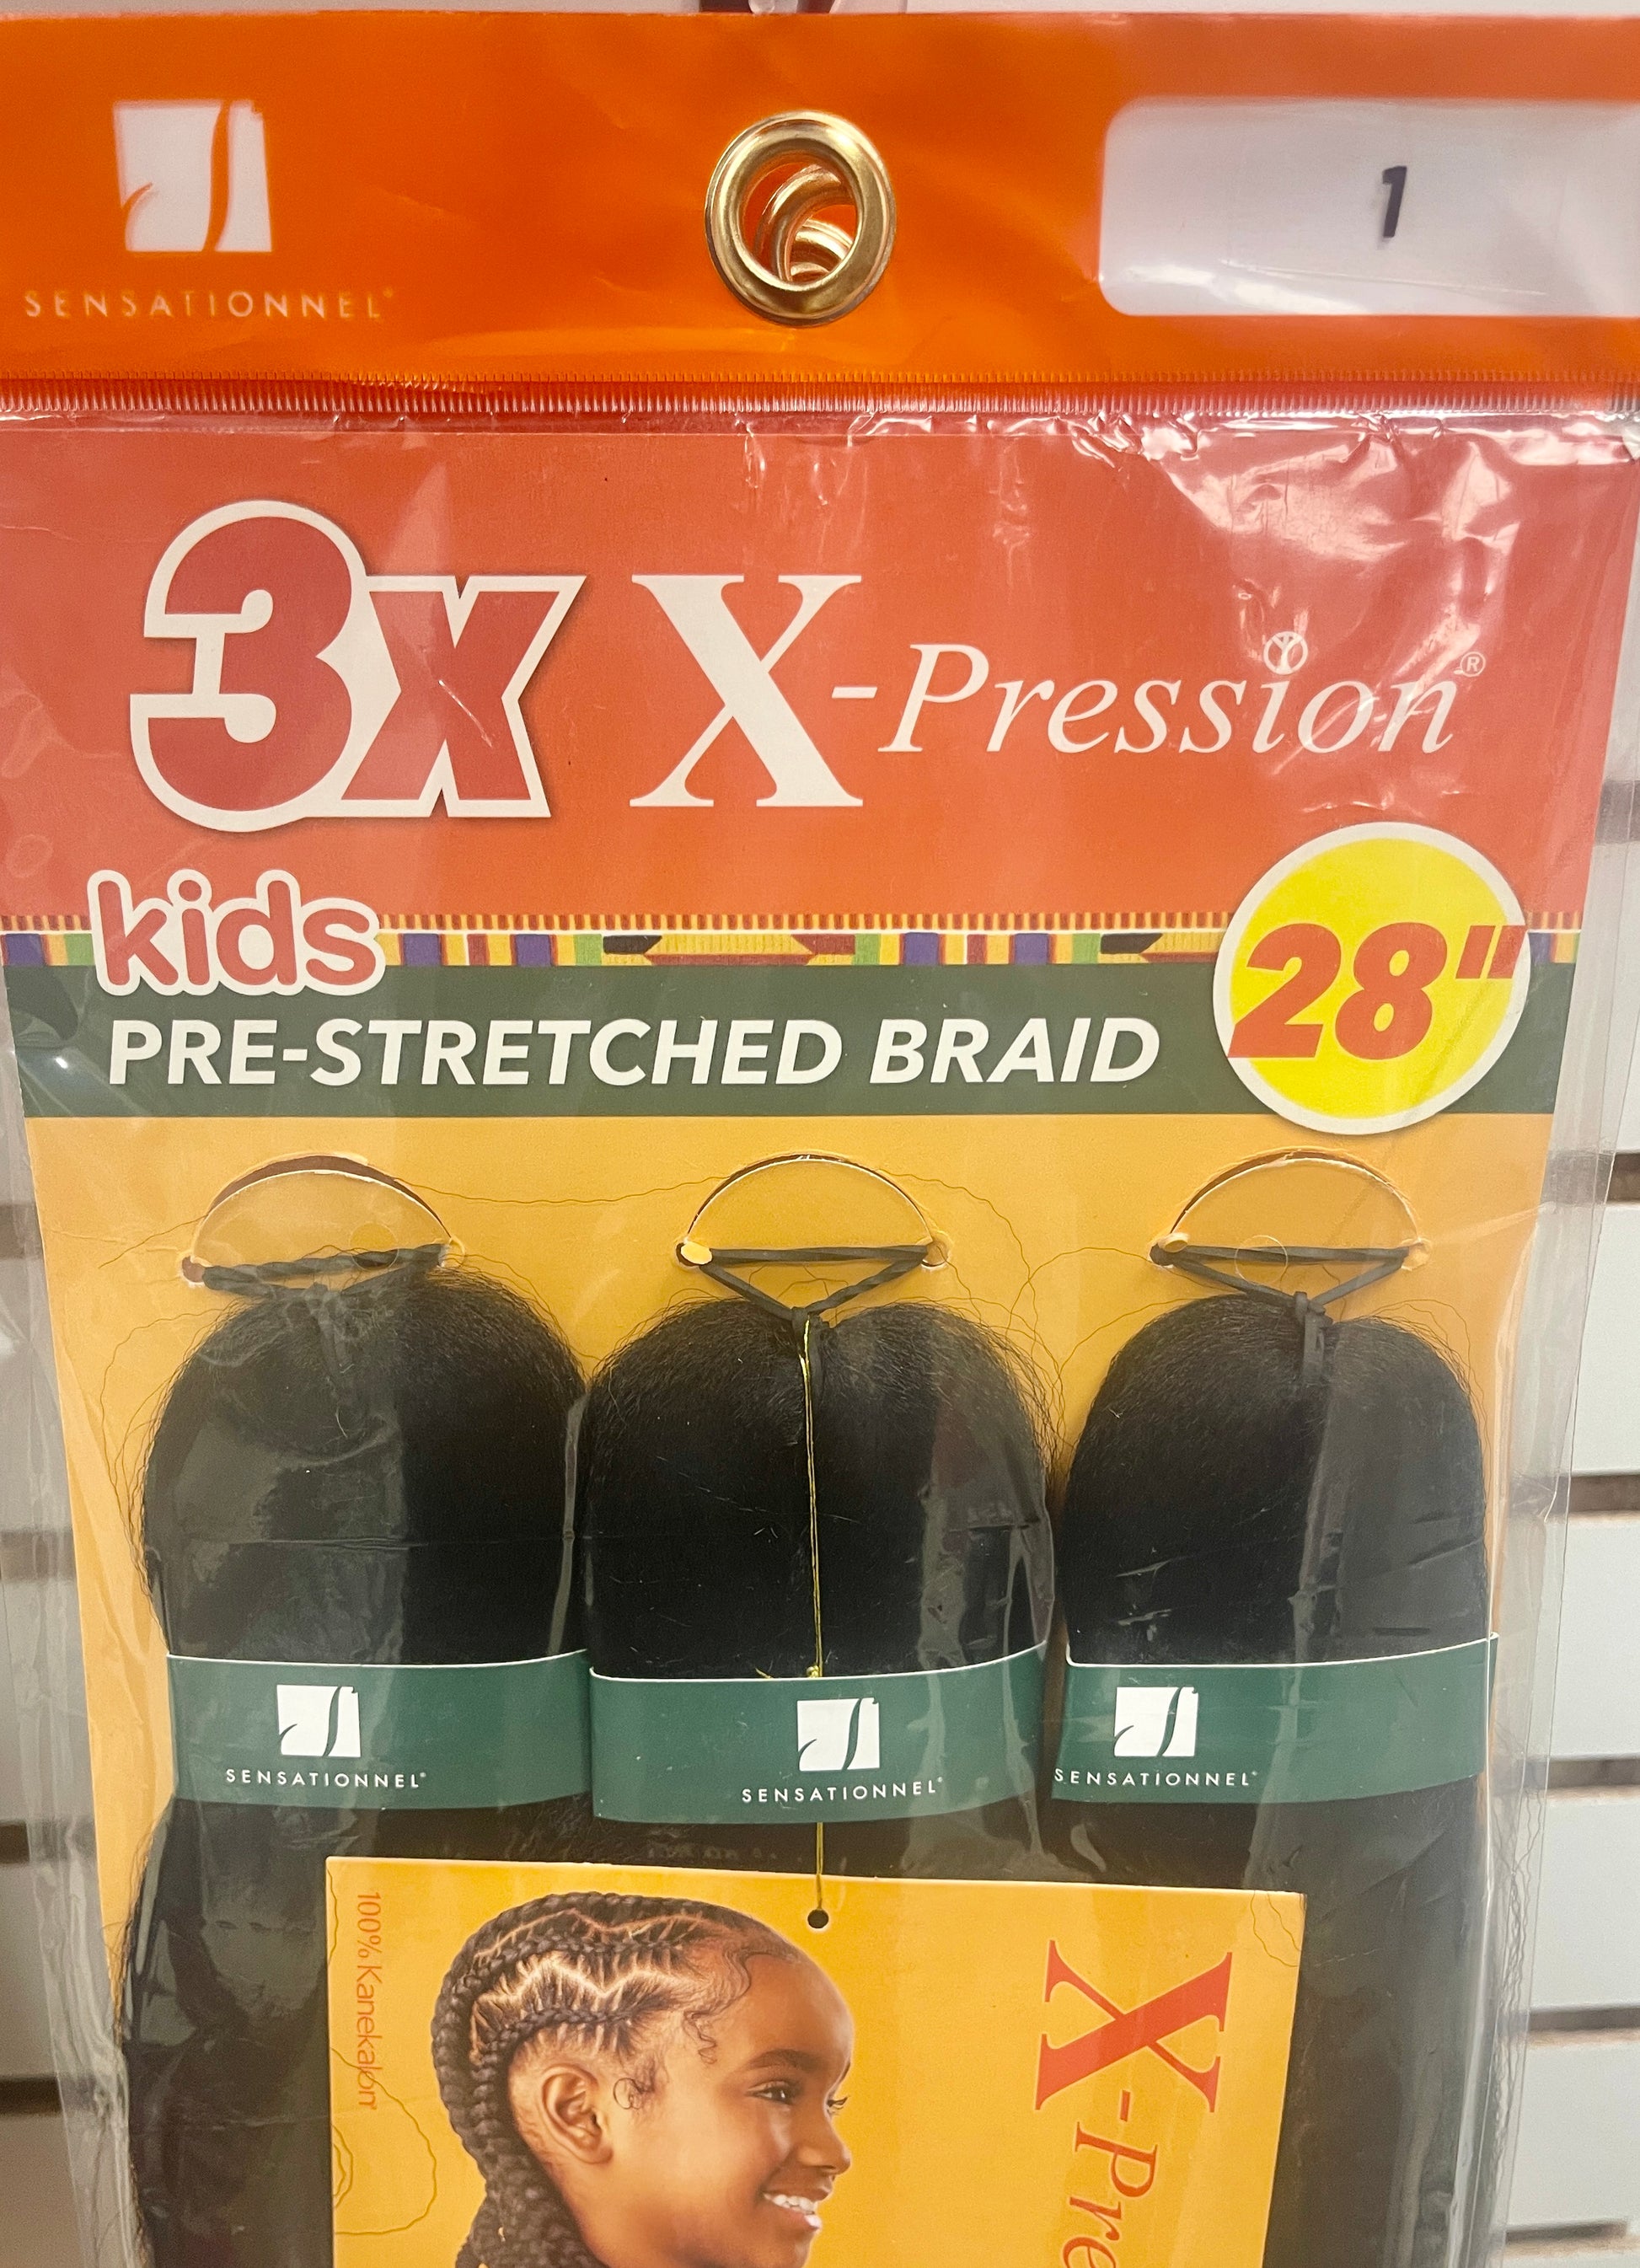 SENSATIONNEL®
1
3X X-Pression®
kids
PRE-STRETCHED BRAID
28"
SENSATIONNEL®
SENSATIONNEL®
SENSATIONNEL®
100% Kanekalon
X-Pre